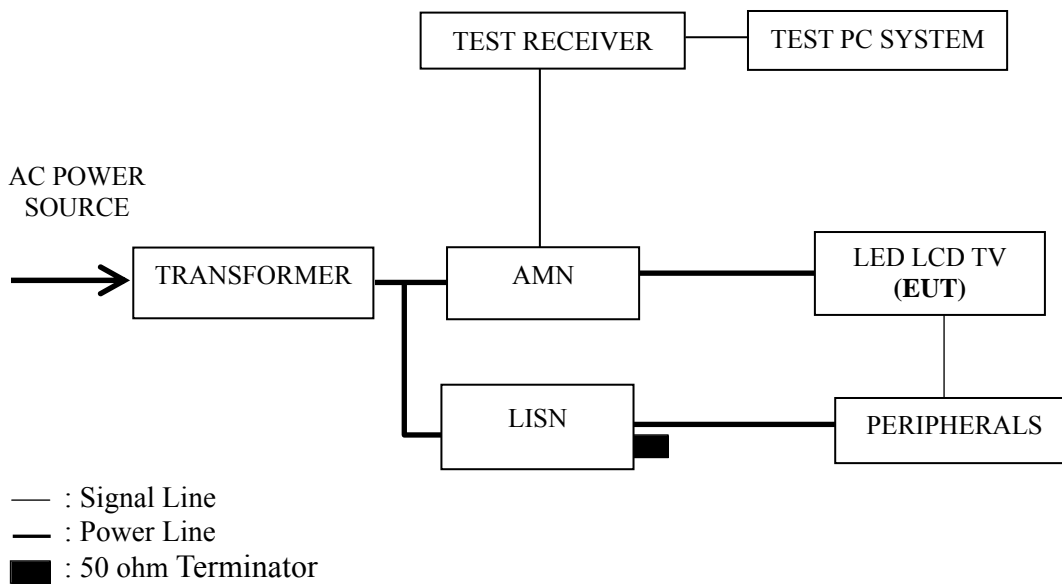 TEST RECEIVER
TEST PC SYSTEM
AC POWER
SOURCE
TRANSFORMER
AMN
LED LCD TV
(EUT)
LISN
PERIPHERALS
: Signal Line
: Power Line
: 50 ohm Terminator